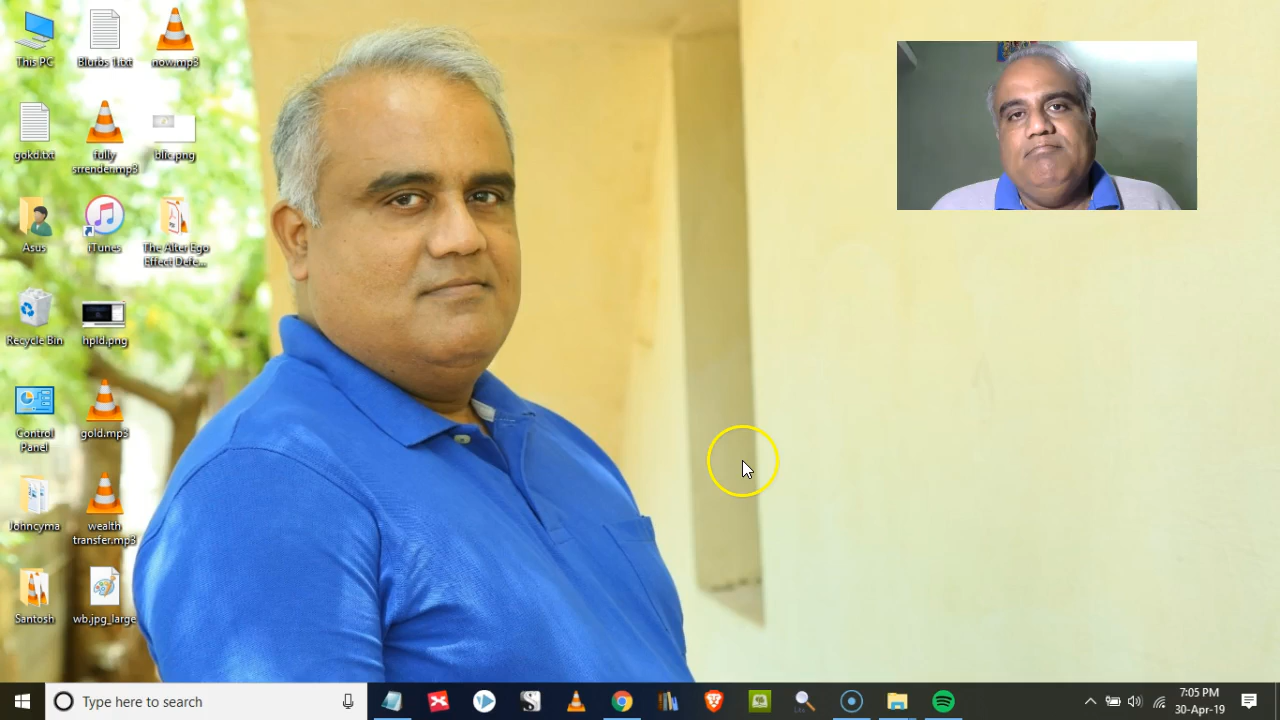 This PC
Blurbs 1.txt
now.mp3
gokd.txt
fully
srrender.mp3
blic.png
Asus
iTunes
The Alter Ego
Effect Defe...
Recycle Bin
hpld.png
Control
Panel
gold.mp3
Johncyma
wealth
transfer.mp3
Santosh
wb.jpg_large
Type here to search
7:05 PM
30-Apr-19